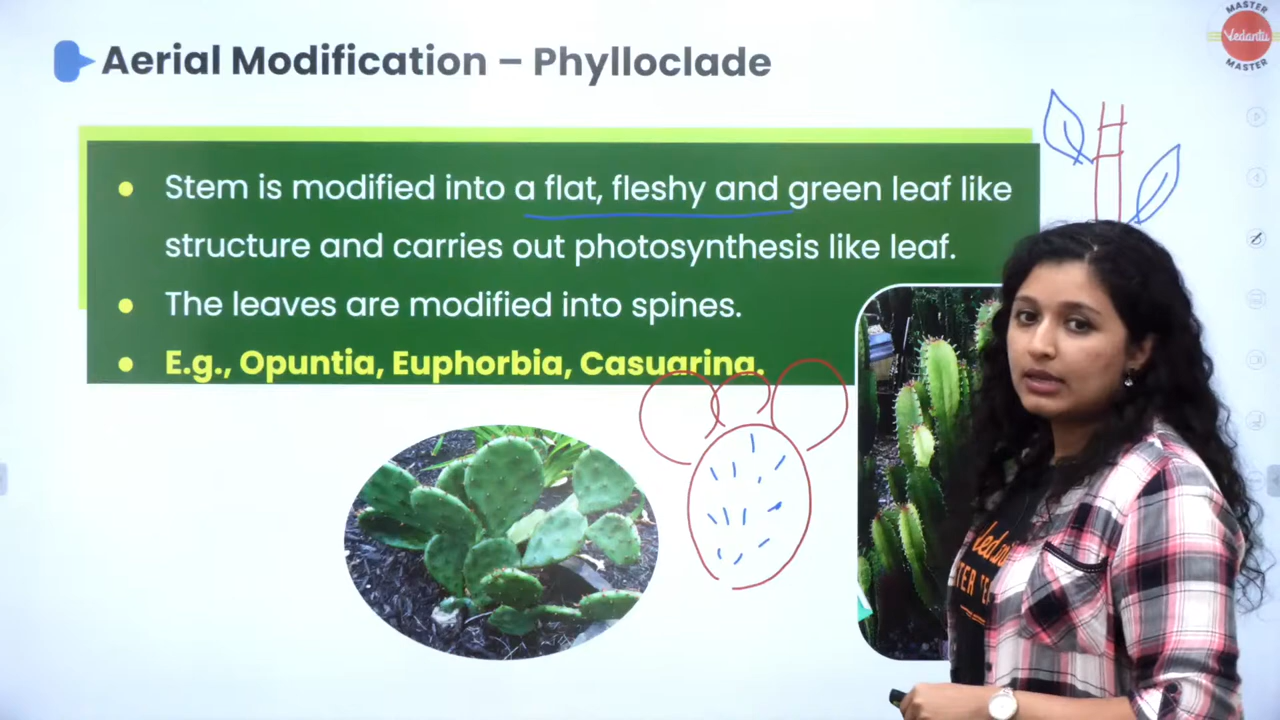 Aerial Modification – Phylloclade
MASTER
Vedantu
MASTER
Stem is modified into a flat, fleshy and green leaf like
structure and carries out photosynthesis like leaf.
The leaves are modified into spines.
E.g., Opuntia, Euphorbia, Casuarina.